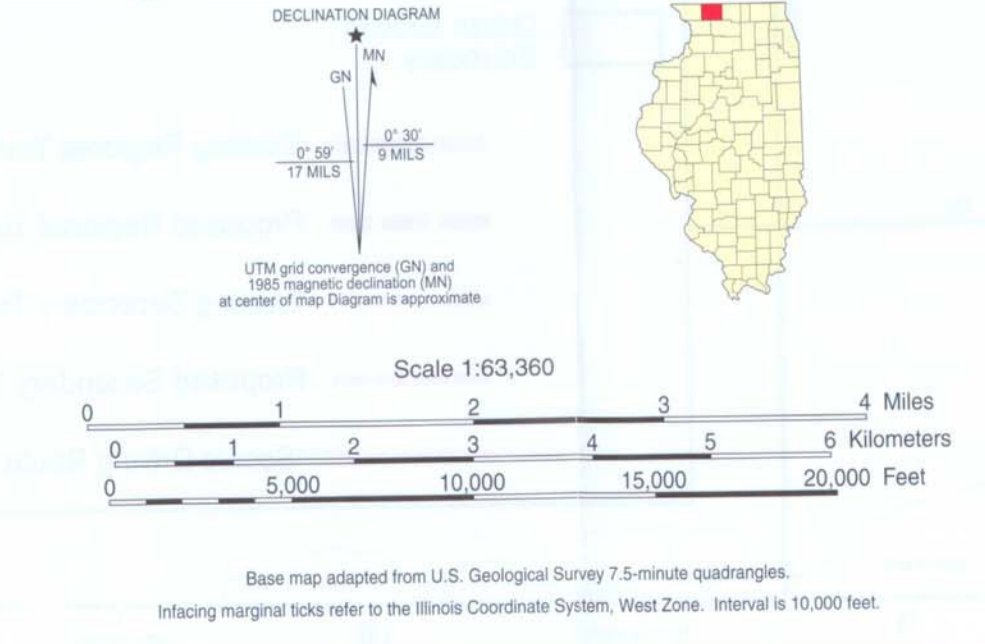 DECLINATION DIAGRAM
MN
GN
0° 30'
9 MILS
0° 59'
17 MILS
UTM grid convergence (GN) and
1985 magnetic declination (MN)
at center of map Diagram is approximate
Scale 1:63,360
0 1 2 3 4 Miles
0 1 2 3 4 5 6 Kilometers
0 5,000 10,000 15,000 20,000 Feet
Base map adapted from U.S. Geological Survey 7.5-minute quadrangles.
Infacing marginal ticks refer to the Illinois Coordinate System, West Zone. Interval is 10,000 feet.